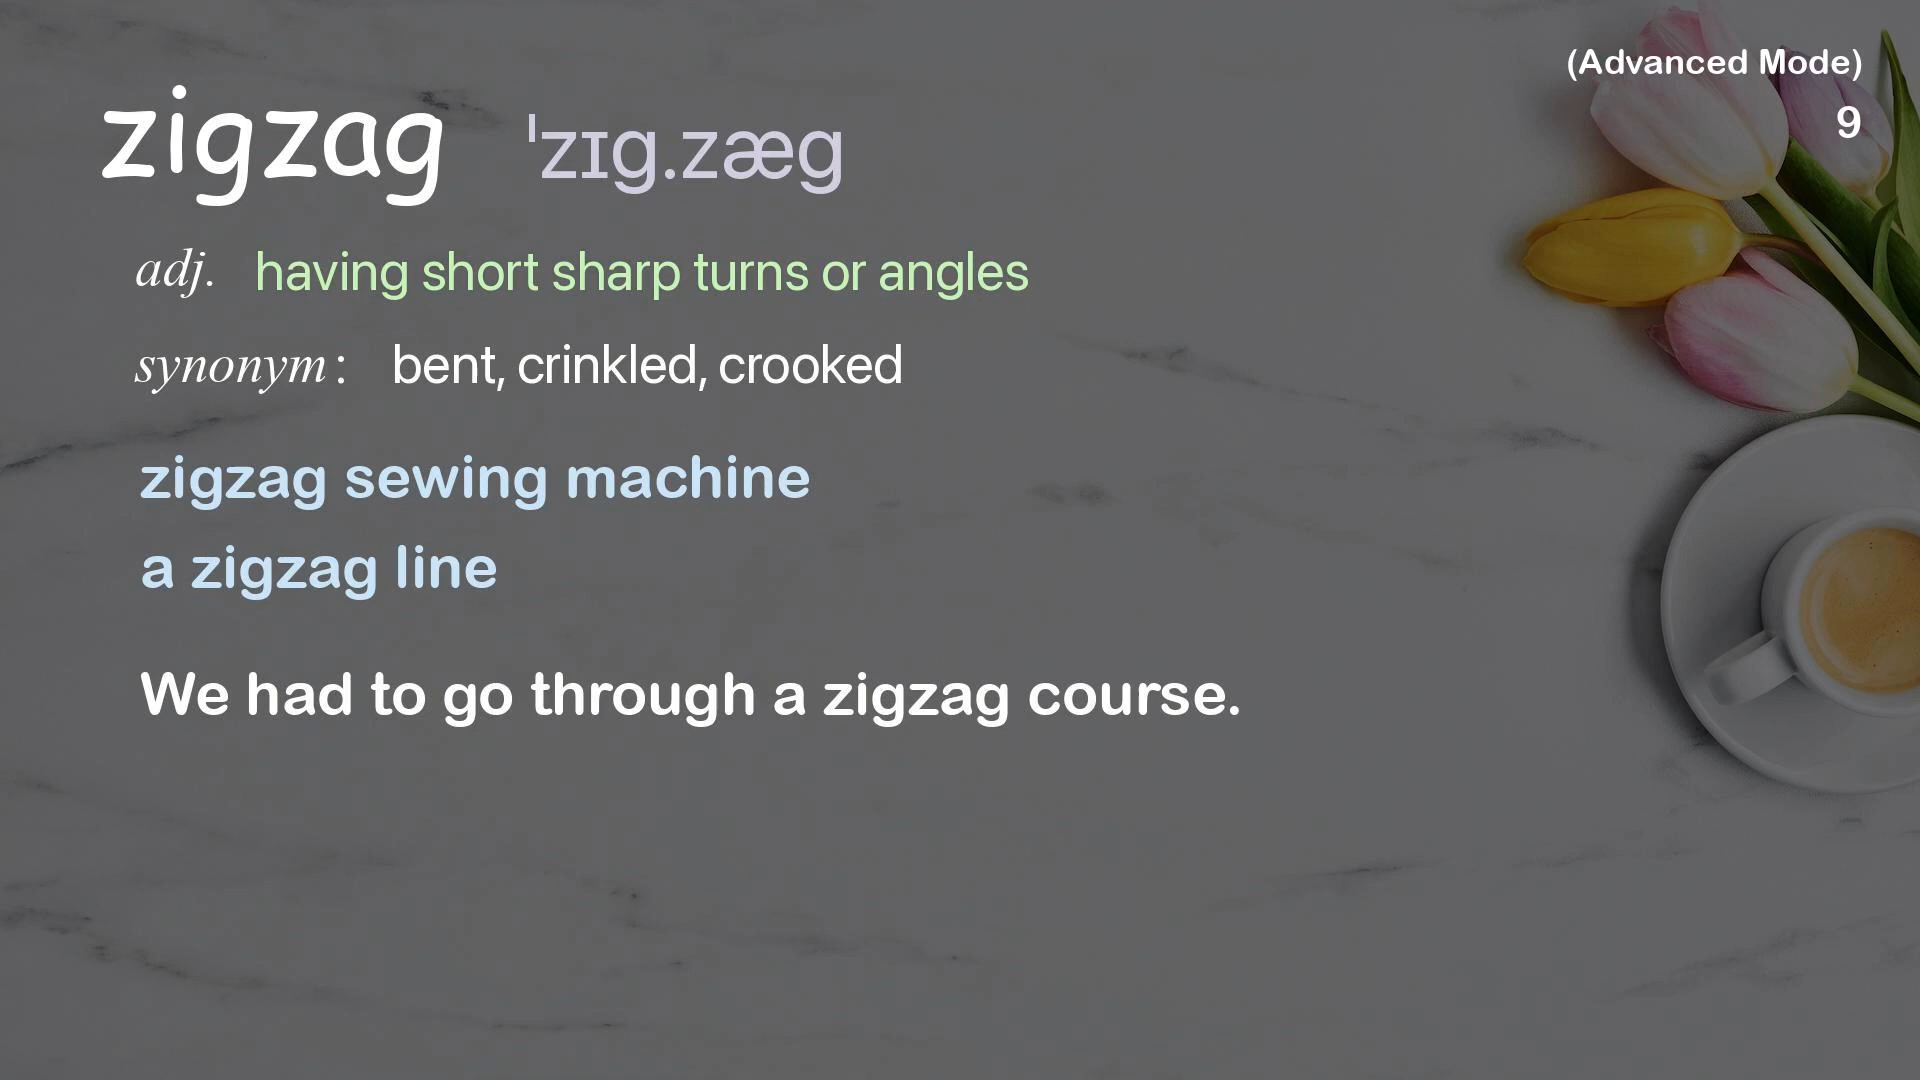 (Advanced Mode)
9
zigzag ˈzɪg.zæg
adj. having short sharp turns or angles
synonym: bent, crinkled, crooked
zigzag sewing machine
a zigzag line
We had to go through a zigzag course.